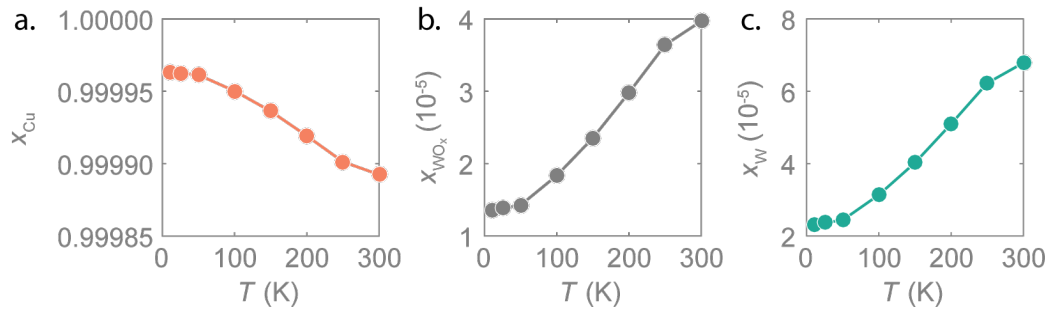 a.
1.00000
0.99995
0.99990
0.99985
x_Cu
0 100 200 300
T (K)
b.
4
3
2
1
x_WOₓ (10⁻⁵)
0 100 200 300
T (K)
c.
8
6
4
2
x_W (10⁻⁵)
0 100 200 300
T (K)